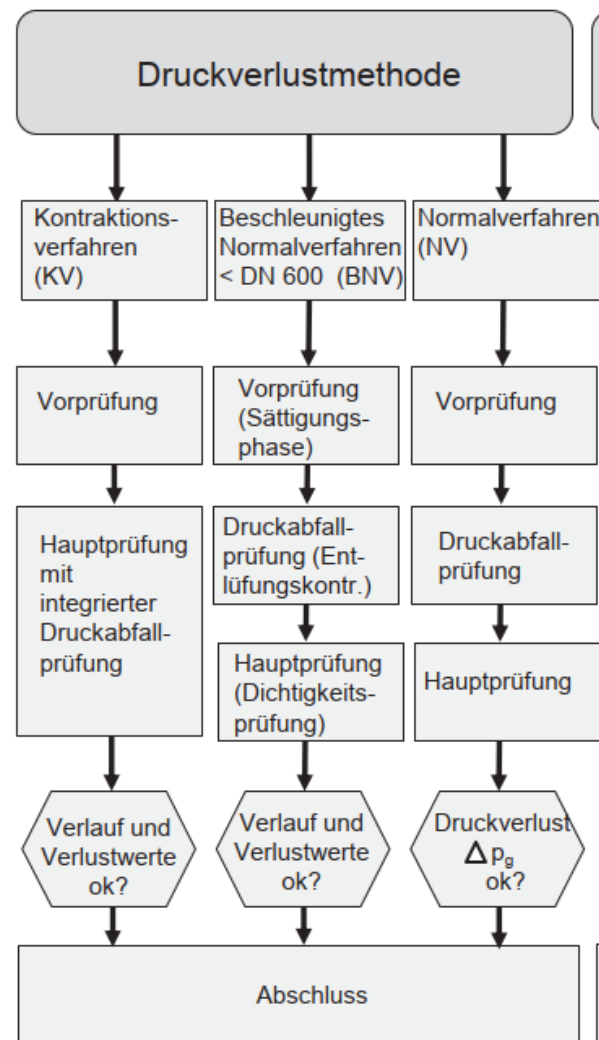 Druckverlustmethode
Kontraktions-
verfahren
(KV)
Beschleunigtes
Normalverfahren
< DN 600 (BNV)
Normalverfahren
(NV)
Vorprüfung
Vorprüfung
(Sättigungs-
phase)
Vorprüfung
Hauptprüfung
mit
integrierter
Druckabfall-
prüfung
Druckabfall-
prüfung (Ent-
lüfungskontr.)
Hauptprüfung
(Dichtigkeits-
prüfung)
Druckabfall-
prüfung
Hauptprüfung
Verlauf und
Verlustwerte
ok?
Verlauf und
Verlustwerte
ok?
Druckverlust
Δ pg
ok?
Abschluss